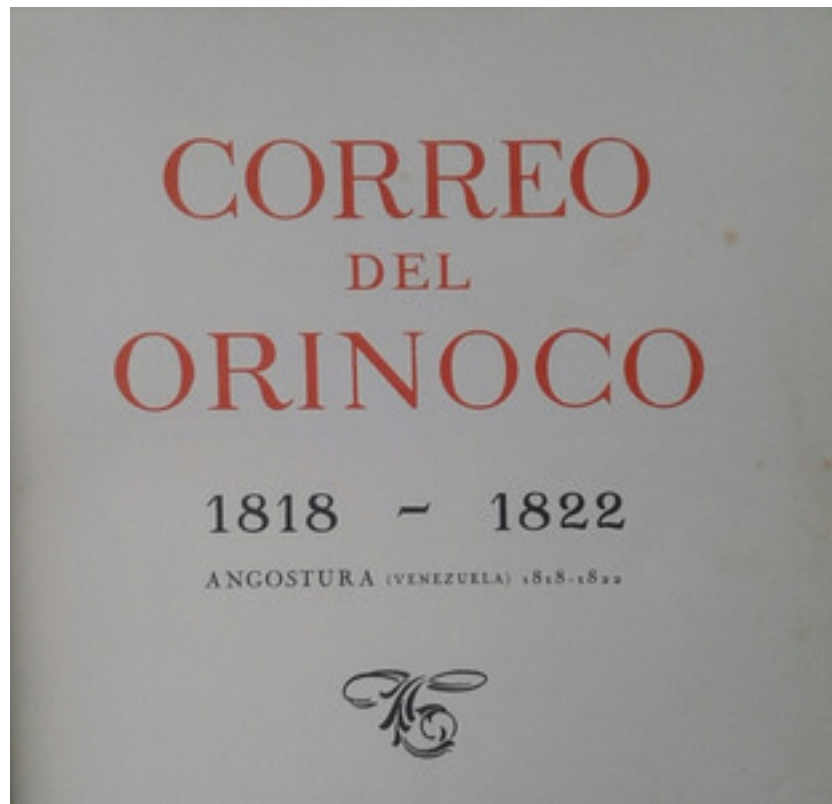 CORREO
DEL
ORINOCO
1818 - 1822
ANGOSTURA (VENEZUELA) 1818-1822